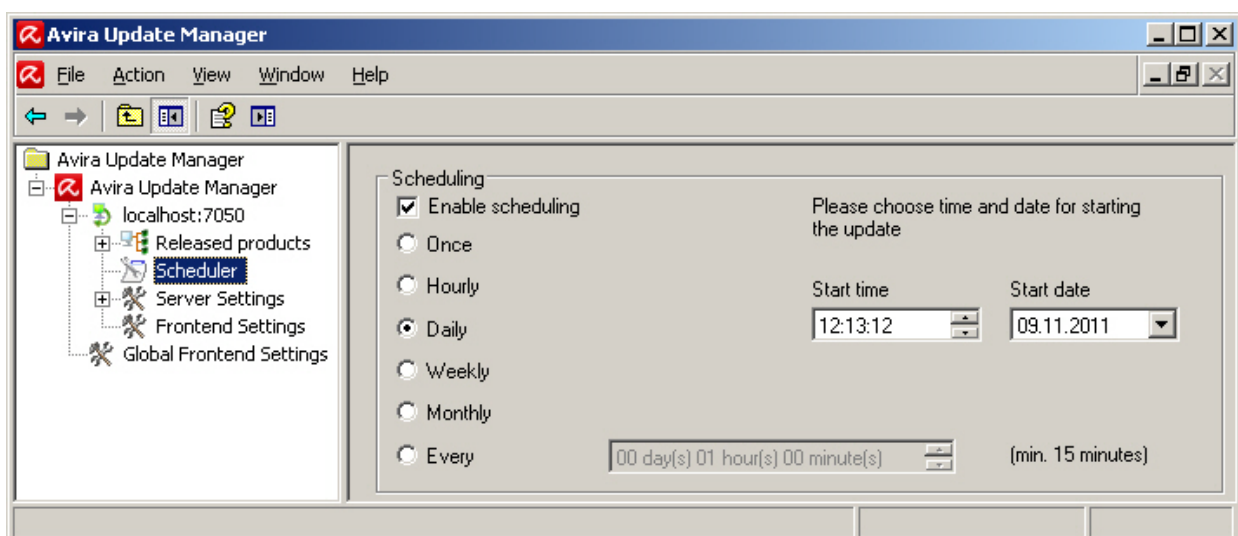 Avira Update Manager
File Action View Window Help
Avira Update Manager
Avira Update Manager
localhost:7050
Released products
Scheduler
Server Settings
Frontend Settings
Global Frontend Settings
Scheduling
Enable scheduling
Once
Hourly
Daily
Weekly
Monthly
Every
00 day(s) 01 hour(s) 00 minute(s)
(min. 15 minutes)
Please choose time and date for starting
the update
Start time
Start date
12:13:12
09.11.2011